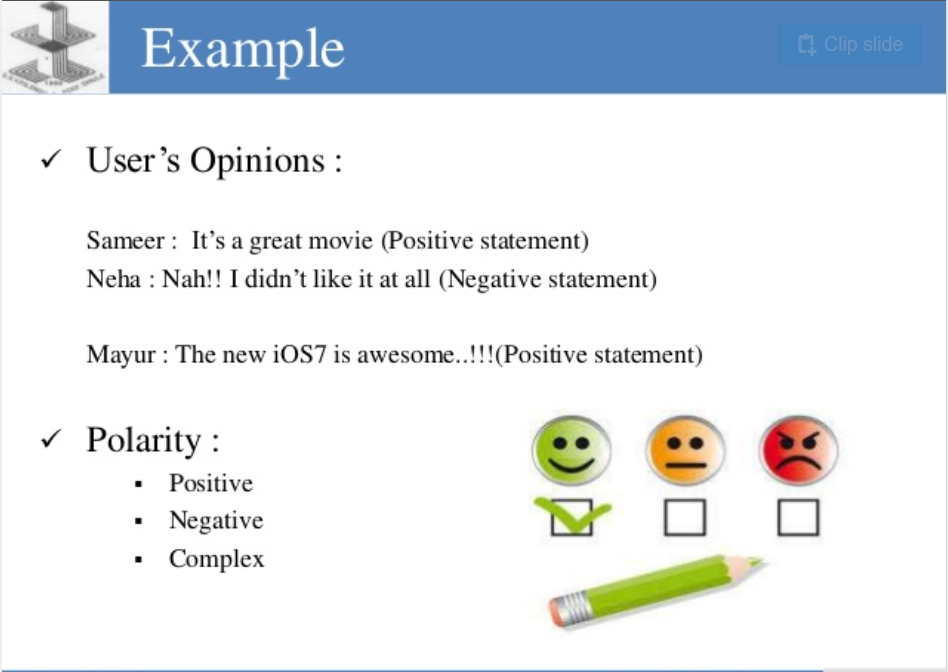 Example
Clip slide
✓ User's Opinions :
Sameer : It's a great movie (Positive statement)
Neha : Nah!! I didn't like it at all (Negative statement)
Mayur : The new iOS7 is awesome..!!!(Positive statement)
✓ Polarity :
▪ Positive
▪ Negative
▪ Complex